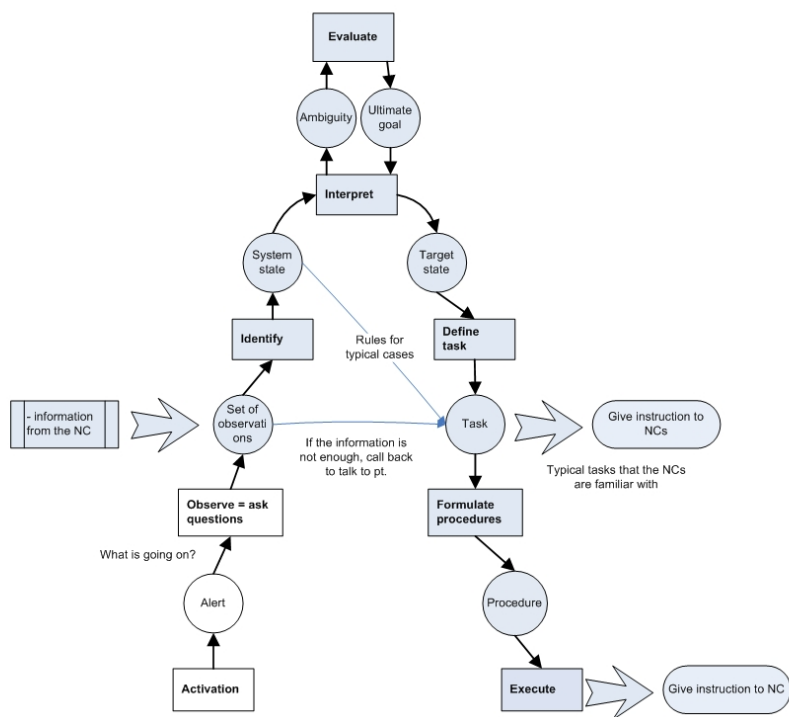 Evaluate
Ambiguity
Ultimate
goal
Interpret
System
state
Target
state
Rules for
typical cases
Identify
Define
task
- information
from the NC
Set of
observati
ons
Task
Give instruction to
NCs
If the information is
not enough, call back
to talk to pt.
Typical tasks that the NCs
are familiar with
Observe = ask
questions
Formulate
procedures
What is going on?
Alert
Procedure
Activation
Execute
Give instruction to NC